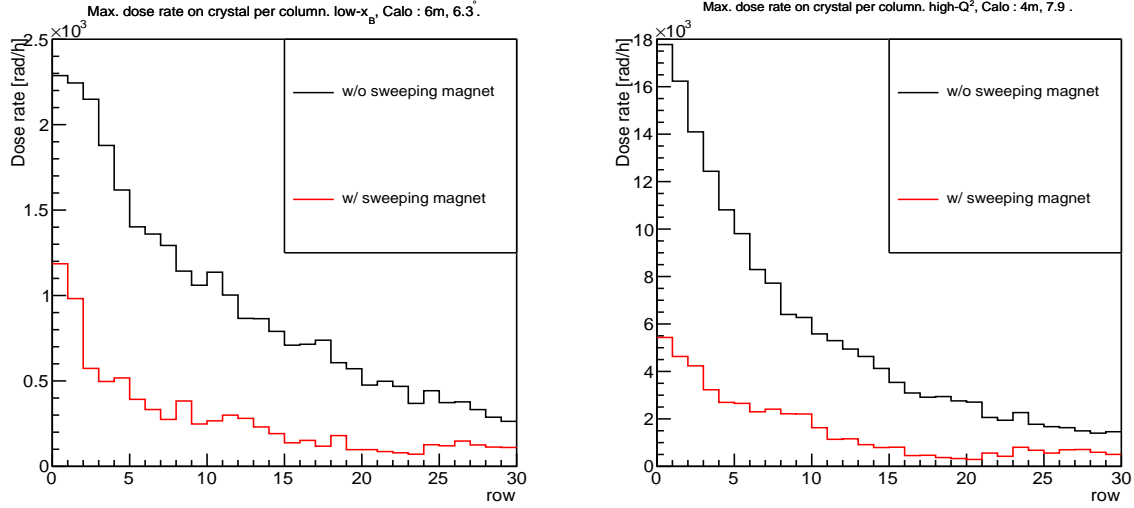 Max. dose rate on crystal per column. low-x_B, Calo : 6m, 6.3°.
×10³
Dose rate [rad/h]
2.5
2
1.5
1
0.5
0
0 5 10 15 20 25 30
row
w/o sweeping magnet
w/ sweeping magnet
Max. dose rate on crystal per column. high-Q², Calo : 4m, 7.9 .
×10³
Dose rate [rad/h]
18
16
14
12
10
8
6
4
2
0
0 5 10 15 20 25 30
row
w/o sweeping magnet
w/ sweeping magnet